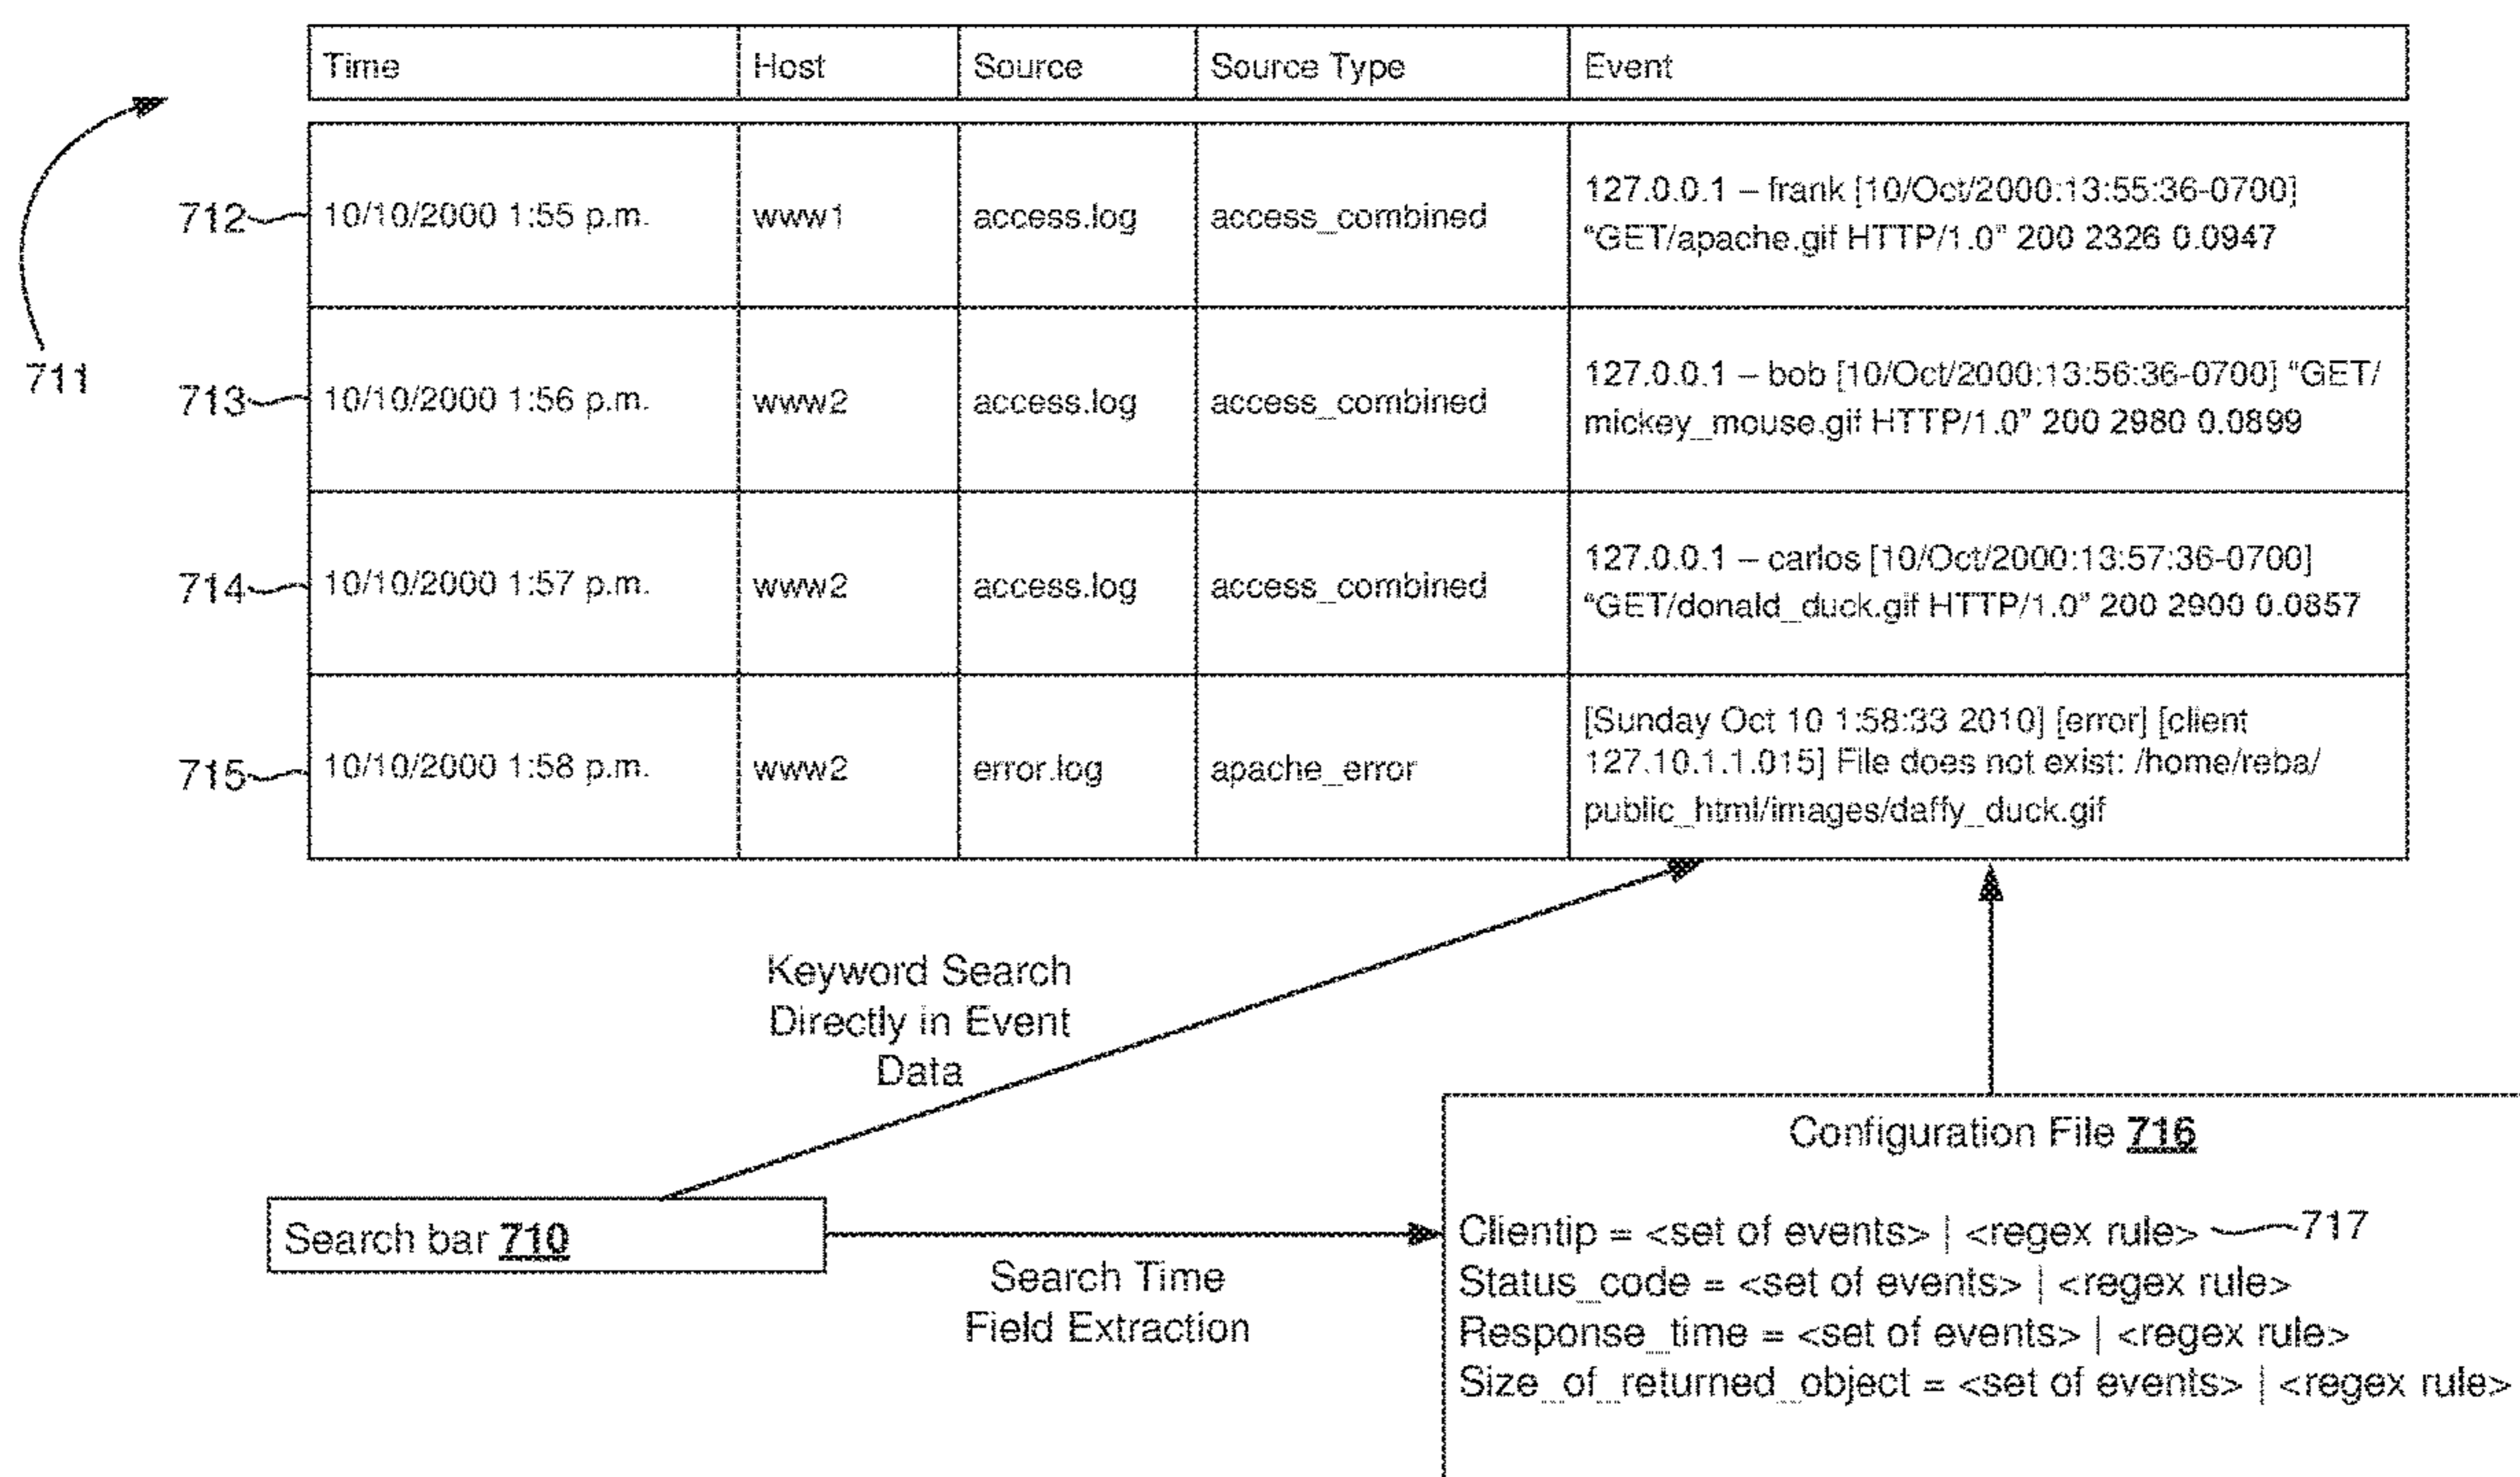 Time Host Source Source Type Event
711
712 10/10/2000 1:55 p.m. www1 access.log access_combined 127.0.0.1 – frank [10/Oct/2000:13:55:36-0700]
“GET/apache.gif HTTP/1.0” 200 2326 0.0947
713 10/10/2000 1:56 p.m. www2 access.log access_combined 127.0.0.1 – bob [10/Oct/2000:13:56:36-0700] “GET/
mickey_mouse.gif HTTP/1.0” 200 2980 0.0899
714 10/10/2000 1:57 p.m. www2 access.log access_combined 127.0.0.1 – carlos [10/Oct/2000:13:57:36-0700]
“GET/donald_duck.gif HTTP/1.0” 200 2900 0.0857
715 10/10/2000 1:58 p.m. www2 error.log apache_error [Sunday Oct 10 1:58:33 2010] [error] [client
127.10.1.1.015] File does not exist: /home/reba/
public_html/images/daffy_duck.gif
Keyword Search
Directly in Event
Data
Search bar 710
Search Time
Field Extraction
Configuration File 716
Clientip = <set of events> | <regex rule> 717
Status_code = <set of events> | <regex rule>
Response_time = <set of events> | <regex rule>
Size_of_returned_object = <set of events> | <regex rule>